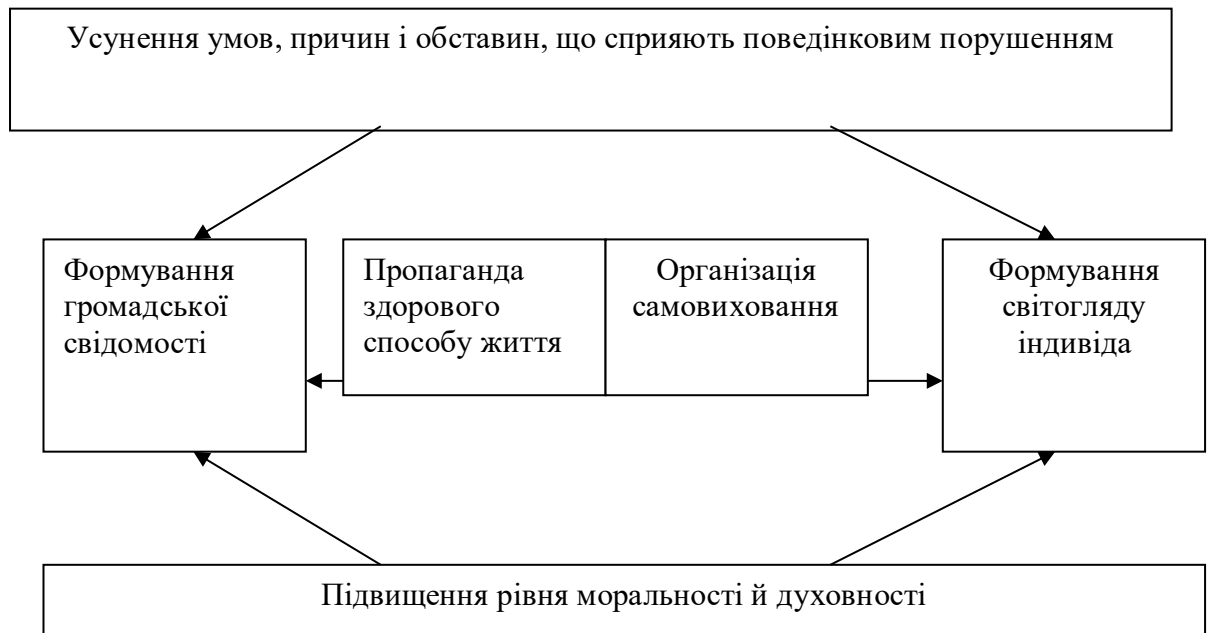 Усунення умов, причин і обставин, що сприяють поведінковим порушенням
Формування
громадської
свідомості
Пропаганда
здорового
способу життя
Організація
самовиховання
Формування
світогляду
індивіда
Підвищення рівня моральності й духовності